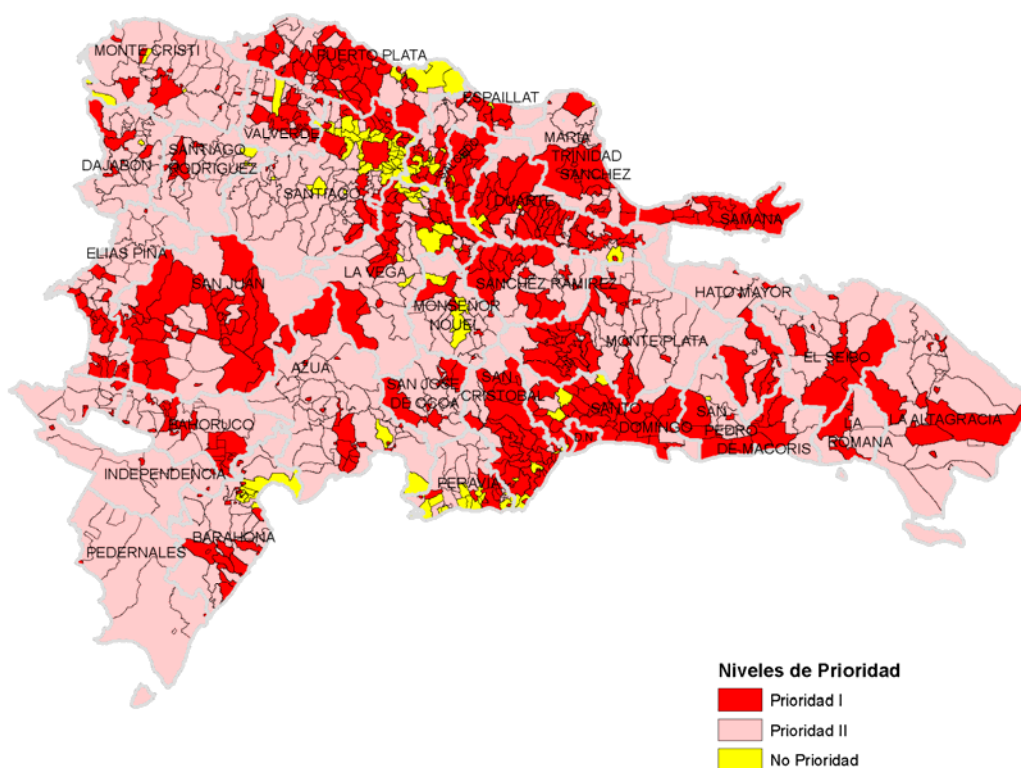 MONTE CRISTI
PUERTO PLATA
ESPAILLAT
VALVERDE
MARIA
TRINIDAD
SANCHEZ
SANTIAGO
RODRIGUEZ
DAJABON
SANTIAGO
DUARTE
SAMANA
ELIAS PIÑA
SAN JUAN
LA VEGA
SANCHEZ RAMIREZ
HATO MAYOR
MONSEÑOR
NOUEL
MONTE PLATA
EL SEIBO
AZUA
SAN JOSE
DE OCOA
SAN
CRISTOBAL
SANTO
DOMINGO
SAN
PEDRO
DE MACORIS
LA
ROMANA
LA ALTAGRACIA
BAHORUCO
D.N.
INDEPENDENCIA
PERAVIA
BARAHONA
PEDERNALES
Niveles de Prioridad
Prioridad I
Prioridad II
No Prioridad